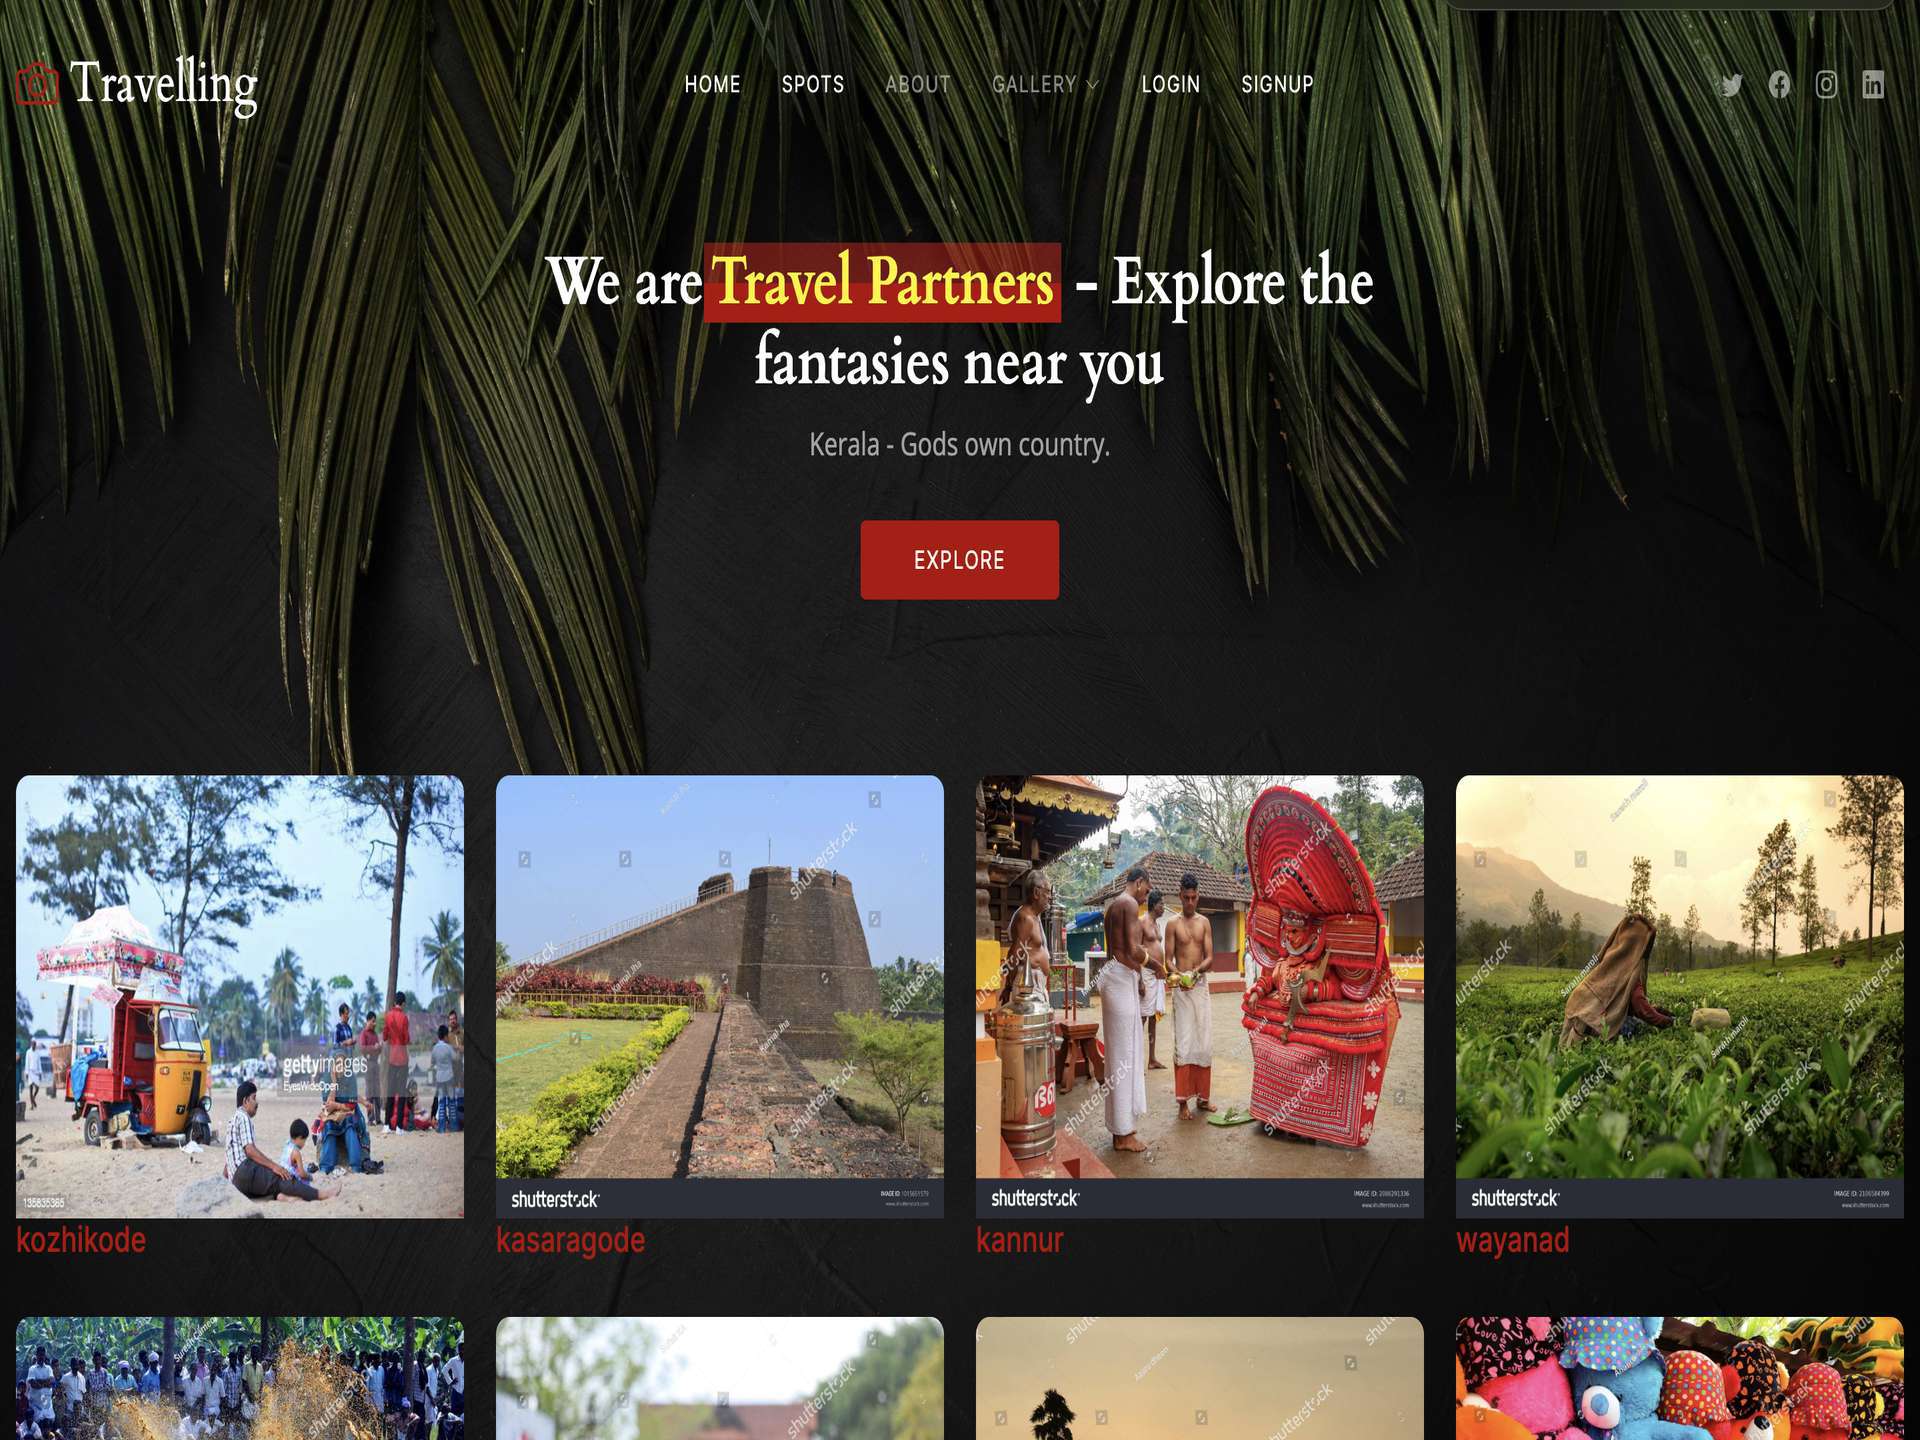 Travelling
HOME SPOTS ABOUT GALLERY LOGIN SIGNUP
We are Travel Partners - Explore the
fantasies near you
Kerala - Gods own country.
EXPLORE
gettyimages
EyesWideOpen
135835365
shutterstock
shutterstock
shutterstock
kozhikode
kasaragode
kannur
wayanad